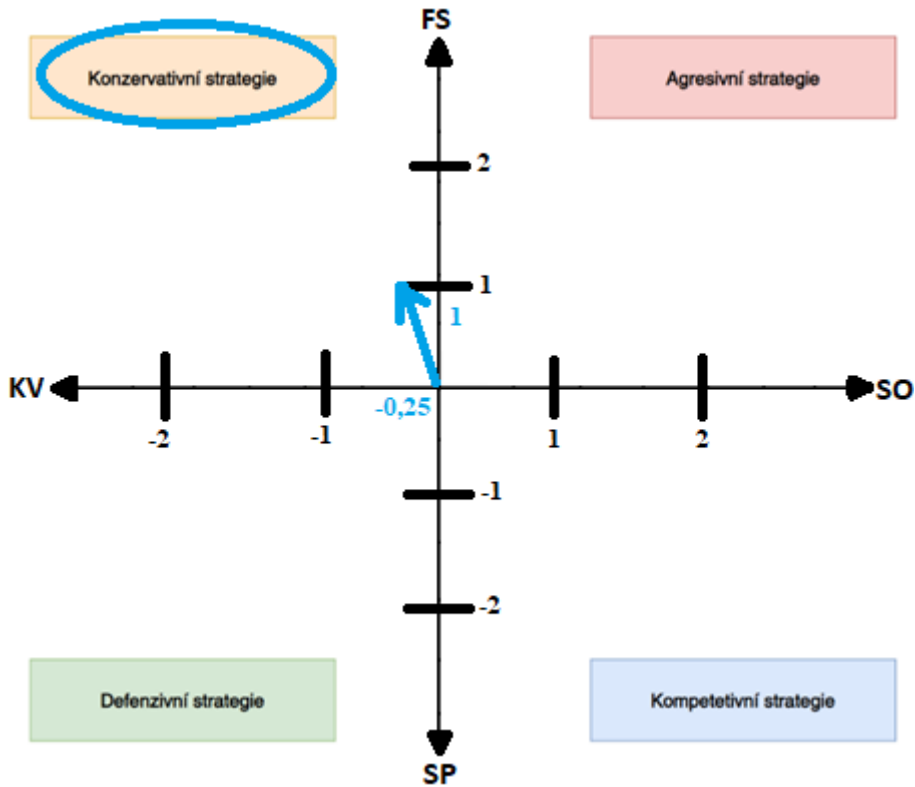 FS
Konzervativní strategie
Agresivní strategie
2
1
1
KV
SO
-0,25
-2
-1
1
2
-1
-2
Defenzivní strategie
Kompetetivní strategie
SP